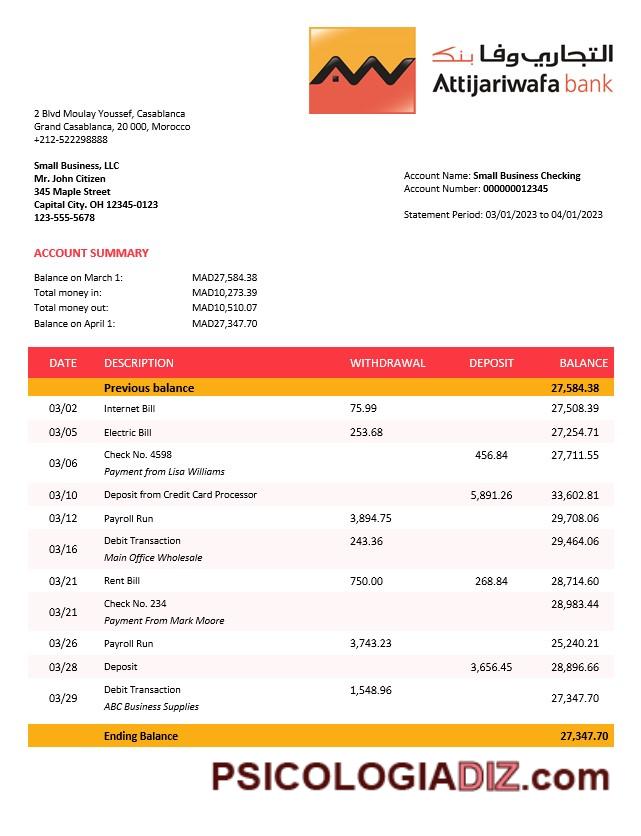 التجاري وفا بنك
Attijariwafa bank
2 Blvd Moulay Youssef, Casablanca
Grand Casablanca, 20 000, Morocco
+212-522298888
Small Business, LLC
Mr. John Citizen
345 Maple Street
Capital City. OH 12345-0123
123-555-5678
Account Name: Small Business Checking
Account Number: 000000012345
Statement Period: 03/01/2023 to 04/01/2023
ACCOUNT SUMMARY
Balance on March 1: MAD27,584.38
Total money in: MAD10,273.39
Total money out: MAD10,510.07
Balance on April 1: MAD27,347.70
DATE DESCRIPTION WITHDRAWAL DEPOSIT BALANCE
Previous balance 27,584.38
03/02 Internet Bill 75.99 27,508.39
03/05 Electric Bill 253.68 27,254.71
03/06 Check No. 4598 456.84 27,711.55
Payment from Lisa Williams
03/10 Deposit from Credit Card Processor 5,891.26 33,602.81
03/12 Payroll Run 3,894.75 29,708.06
03/16 Debit Transaction 243.36 29,464.06
Main Office Wholesale
03/21 Rent Bill 750.00 268.84 28,714.60
03/21 Check No. 234 28,983.44
Payment From Mark Moore
03/26 Payroll Run 3,743.23 25,240.21
03/28 Deposit 3,656.45 28,896.66
03/29 Debit Transaction 1,548.96 27,347.70
ABC Business Supplies
Ending Balance 27,347.70
PSICOLOGIADIZ.com